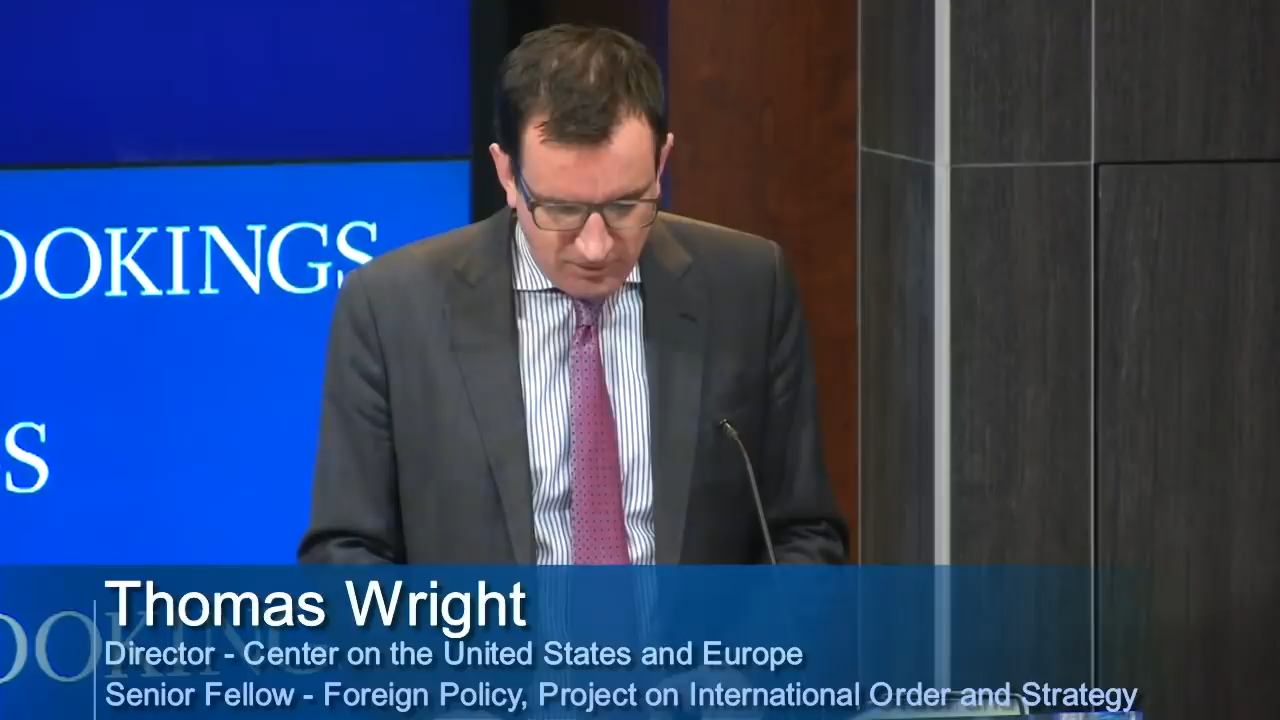 OOKINGS
S
Thomas Wright
Director - Center on the United States and Europe
Senior Fellow - Foreign Policy, Project on International Order and Strategy